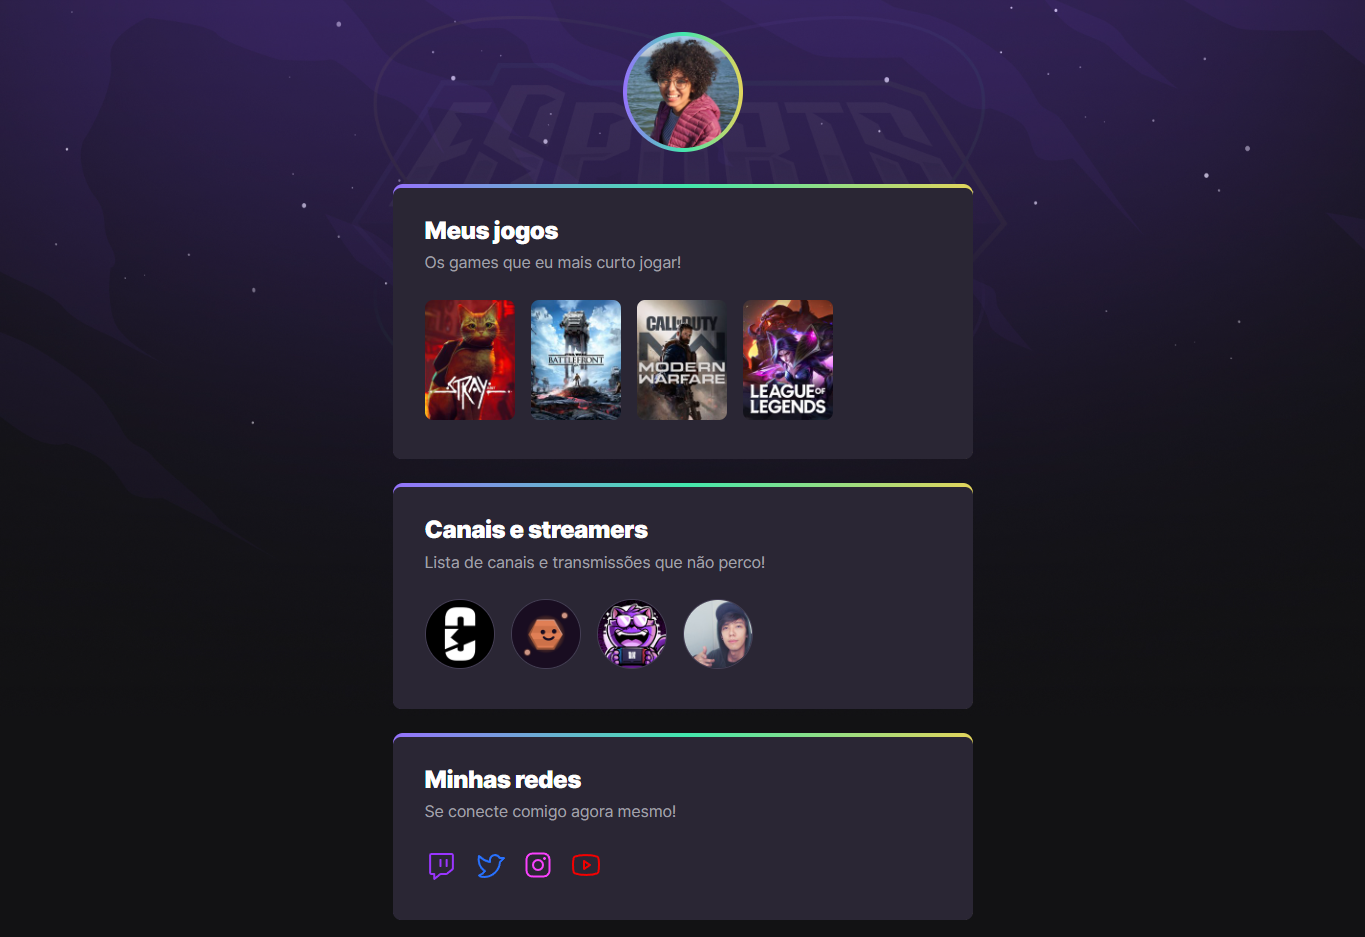 ESPORTS
Meus jogos
Os games que eu mais curto jogar!
STRAY
BATTLEFRONT
CALL OF DUTY
MW
MODERN
WARFARE
LEAGUE OF
LEGENDS
Canais e streamers
Lista de canais e transmissões que não perco!
Minhas redes
Se conecte comigo agora mesmo!